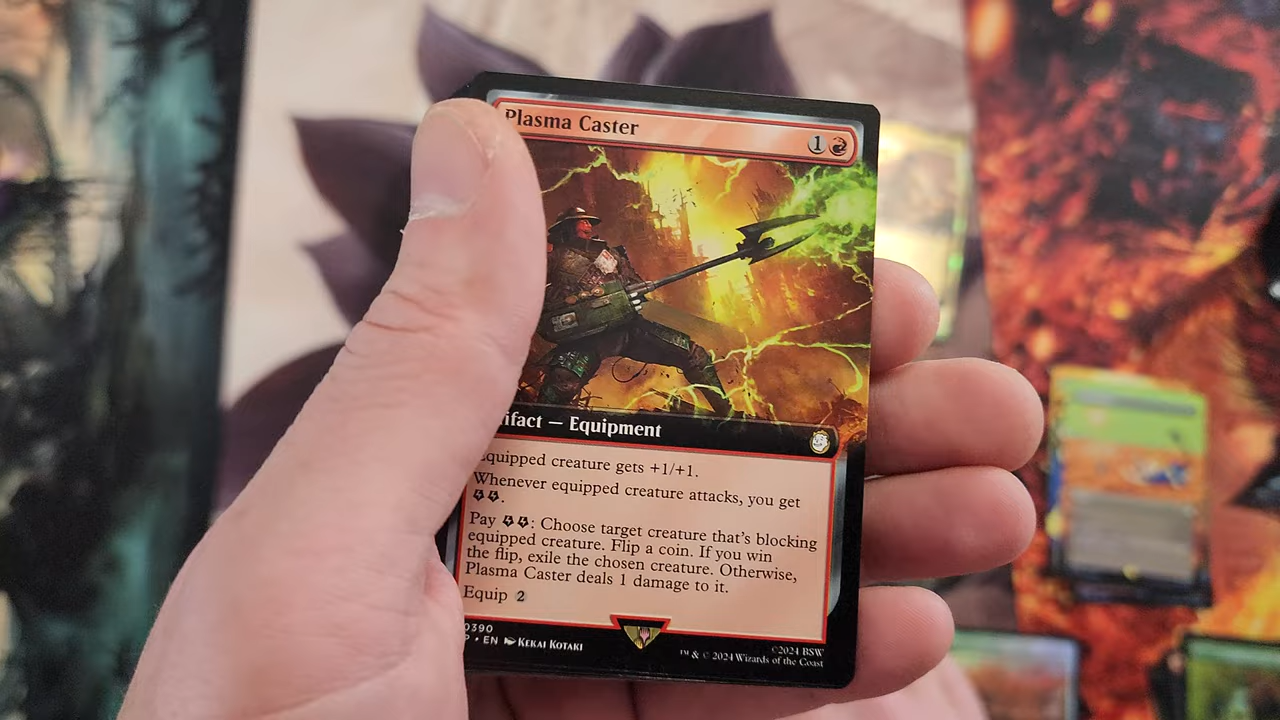 Plasma Caster 1
ifact — Equipment
Equipped creature gets +1/+1.
Whenever equipped creature attacks, you get
.
Pay : Choose target creature that's blocking
equipped creature. Flip a coin. If you win
the flip, exile the chosen creature. Otherwise,
Plasma Caster deals 1 damage to it.
Equip 2
0390
P • EN KEKAI KOTAKI
©2024 BSW
™ & © 2024 Wizards of the Coast